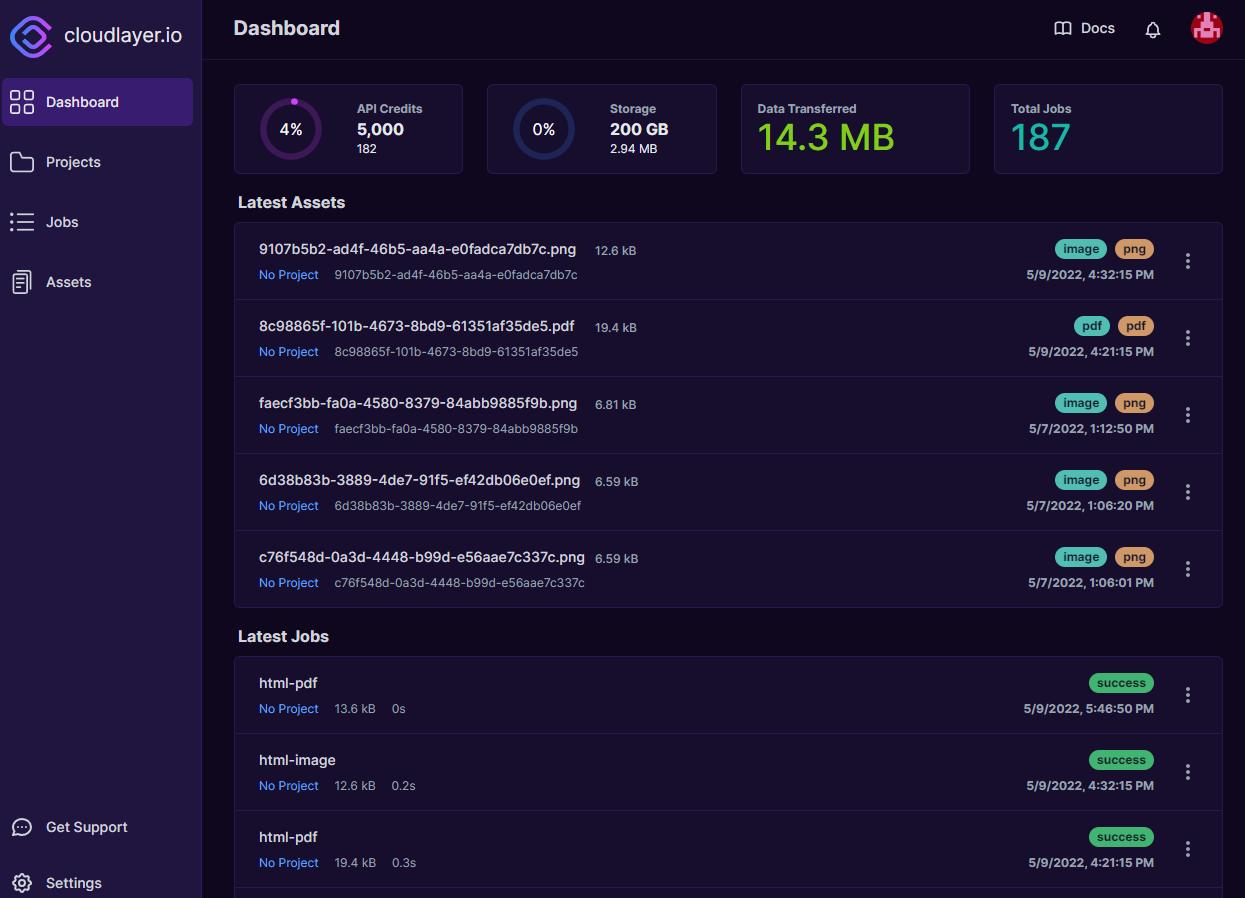 cloudlayer.io
Dashboard
Projects
Jobs
Assets
Get Support
Settings
Dashboard
Docs
4%
API Credits
5,000
182
0%
Storage
200 GB
2.94 MB
Data Transferred
14.3 MB
Total Jobs
187
Latest Assets
9107b5b2-ad4f-46b5-aa4a-e0fadca7db7c.png 12.6 kB image png
No Project 9107b5b2-ad4f-46b5-aa4a-e0fadca7db7c 5/9/2022, 4:32:15 PM
8c98865f-101b-4673-8bd9-61351af35de5.pdf 19.4 kB pdf pdf
No Project 8c98865f-101b-4673-8bd9-61351af35de5 5/9/2022, 4:21:15 PM
faecf3bb-fa0a-4580-8379-84abb9885f9b.png 6.81 kB image png
No Project faecf3bb-fa0a-4580-8379-84abb9885f9b 5/7/2022, 1:12:50 PM
6d38b83b-3889-4de7-91f5-ef42db06e0ef.png 6.59 kB image png
No Project 6d38b83b-3889-4de7-91f5-ef42db06e0ef 5/7/2022, 1:06:20 PM
c76f548d-0a3d-4448-b99d-e56aae7c337c.png 6.59 kB image png
No Project c76f548d-0a3d-4448-b99d-e56aae7c337c 5/7/2022, 1:06:01 PM
Latest Jobs
html-pdf success
No Project 13.6 kB 0s 5/9/2022, 5:46:50 PM
html-image success
No Project 12.6 kB 0.2s 5/9/2022, 4:32:15 PM
html-pdf success
No Project 19.4 kB 0.3s 5/9/2022, 4:21:15 PM